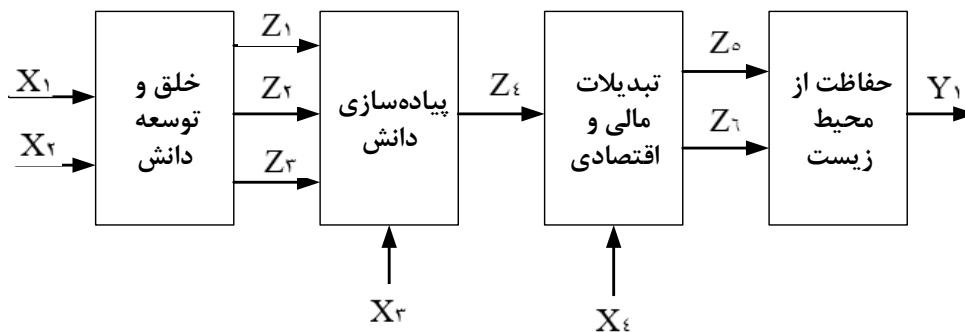 X۱
X۲
خلق و
توسعه
دانش
Z۱
Z۲
Z۳
پیاده‌سازی
دانش
X۳
Z٤
تبدیلات
مالی و
اقتصادی
X٤
Z٥
Z٦
حفاظت از
محیط
زیست
Y۱